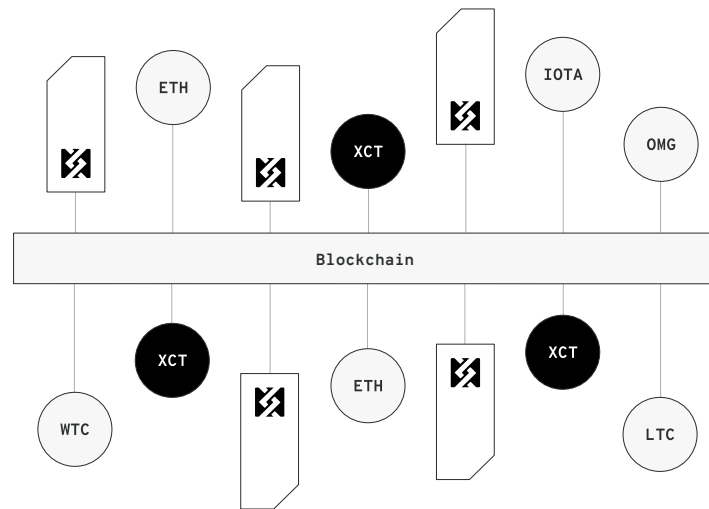 ETH
XCT
IOTA
OMG
Blockchain
WTC
XCT
ETH
XCT
LTC